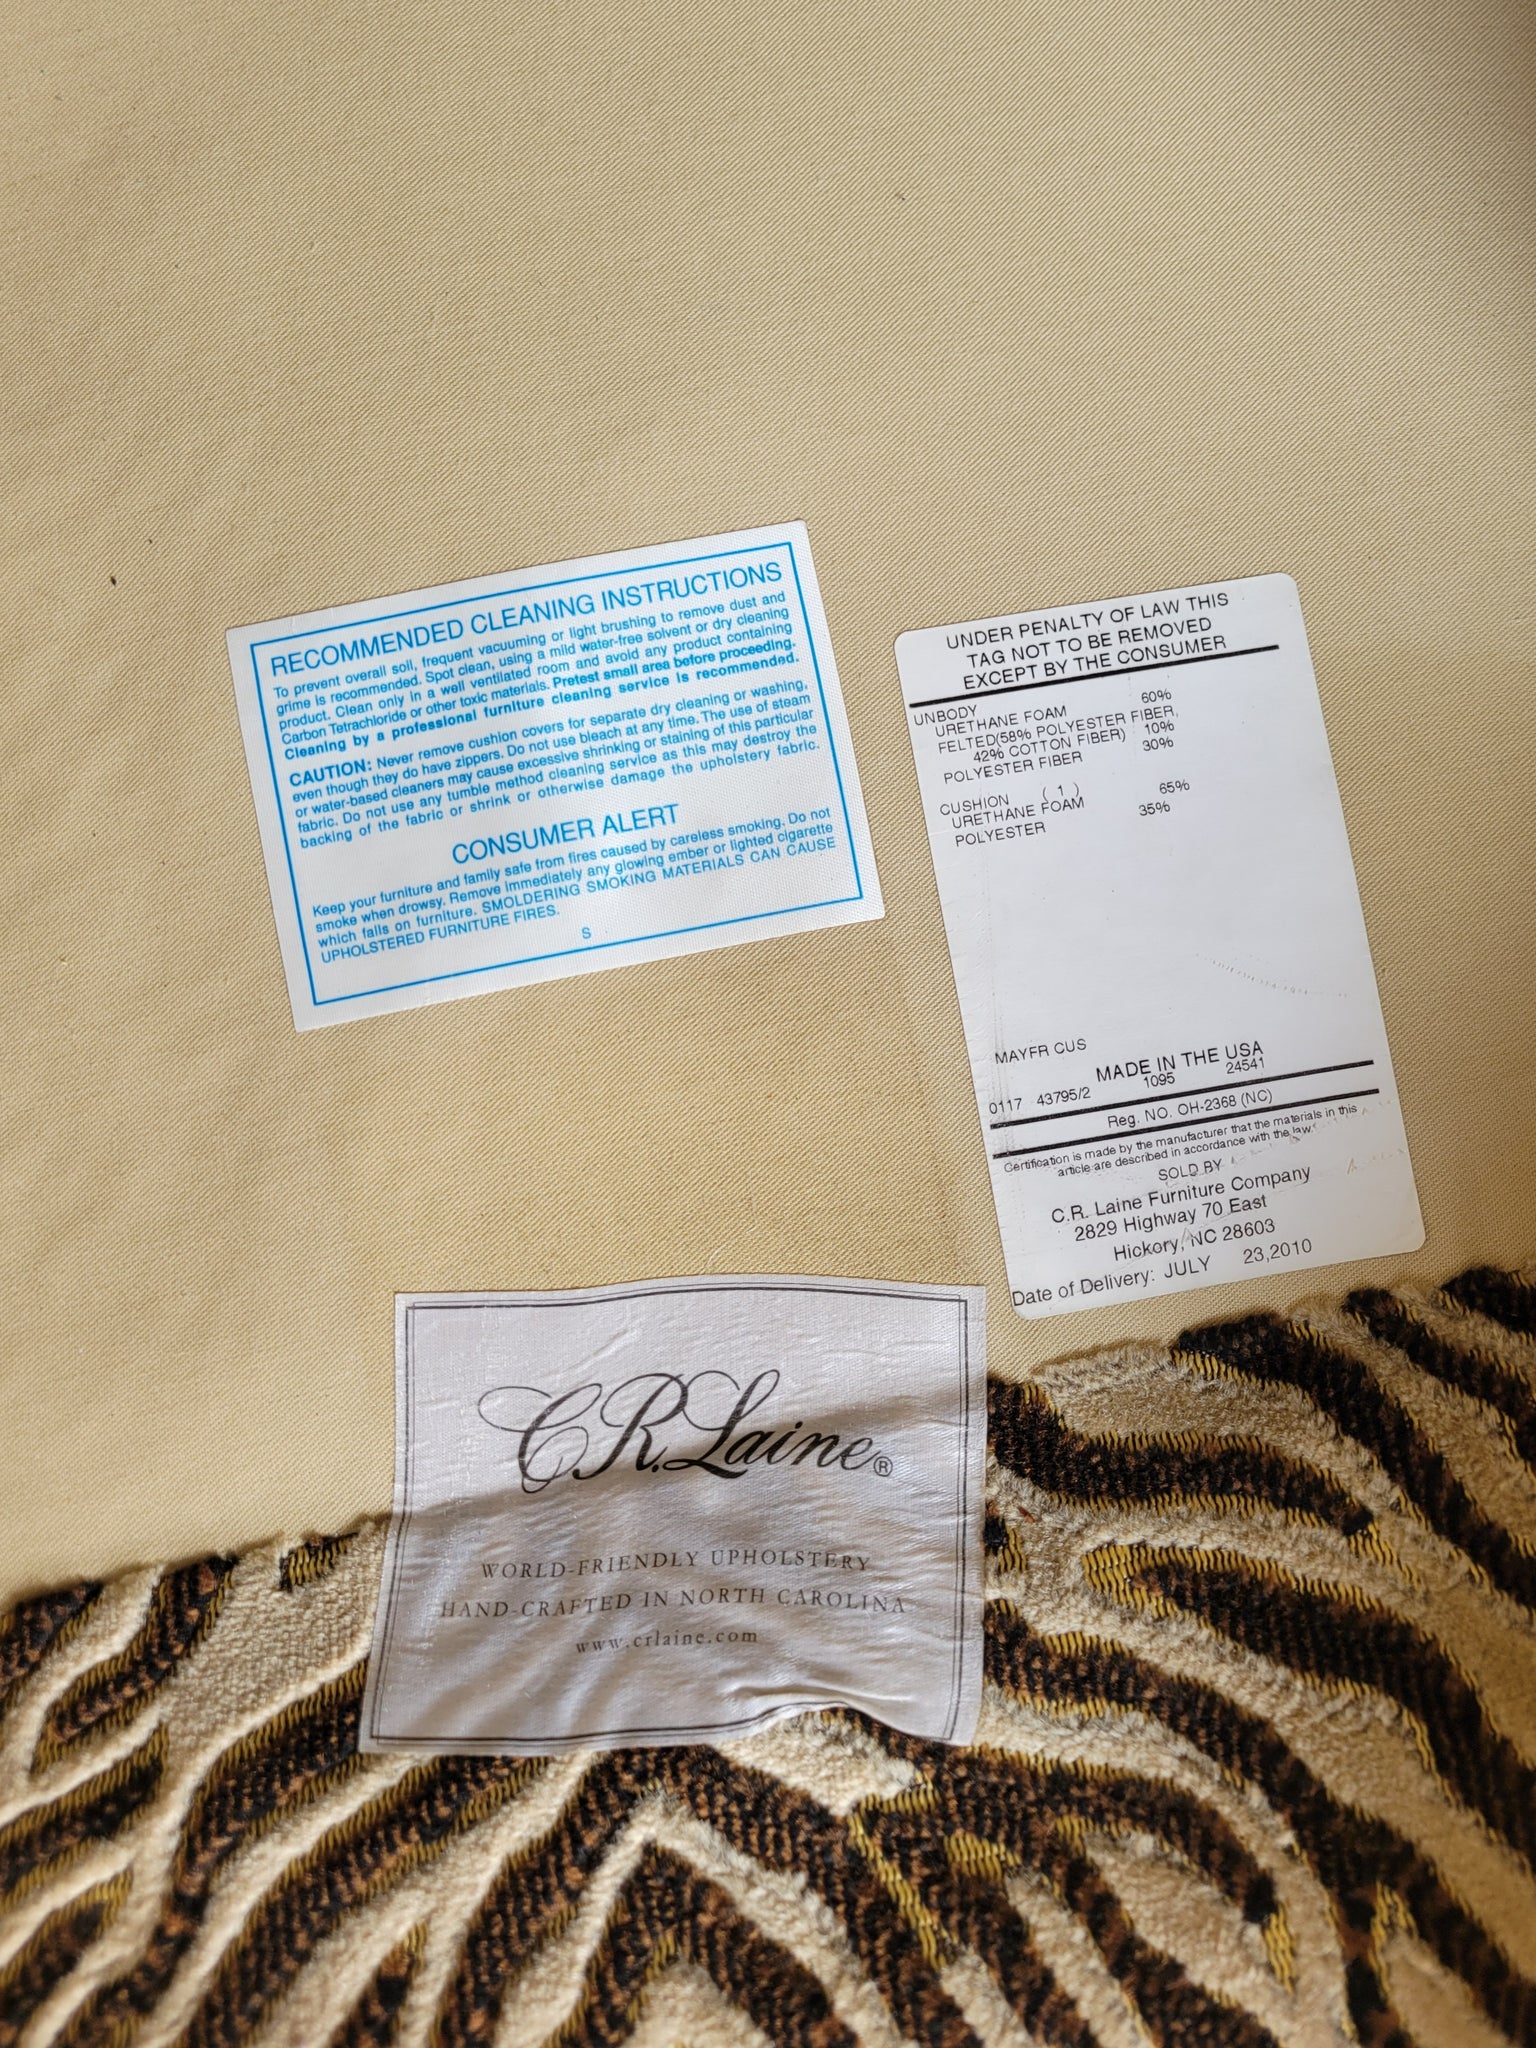 RECOMMENDED CLEANING INSTRUCTIONS
To prevent overall soil, frequent vacuuming or light brushing to remove dust and
grime is recommended. Spot clean, using a mild water-free solvent or dry cleaning
product. Clean only in a well ventilated room and avoid any product containing
Carbon Tetrachloride or other toxic materials. Pretest small area before proceeding.
Cleaning by a professional furniture cleaning service is recommended.
CAUTION: Never remove cushion covers for separate dry cleaning or washing,
even though they do have zippers. Do not use bleach at any time. The use of steam
or water-based cleaners may cause excessive shrinking or staining of this particular
fabric. Do not use any tumble method cleaning service as this may destroy the
backing of the fabric or shrink or otherwise damage the upholstery fabric.
CONSUMER ALERT
Keep your furniture and family safe from fires caused by careless smoking. Do not
smoke when drowsy. Remove immediately any glowing ember or lighted cigarette
which falls on furniture. SMOLDERING SMOKING MATERIALS CAN CAUSE
UPHOLSTERED FURNITURE FIRES.
S
UNDER PENALTY OF LAW THIS
TAG NOT TO BE REMOVED
EXCEPT BY THE CONSUMER
UNBODY
URETHANE FOAM 60%
FELTED(58% POLYESTER FIBER,
42% COTTON FIBER) 10%
POLYESTER FIBER 30%
CUSHION ( 1 )
URETHANE FOAM 65%
POLYESTER 35%
MAYFR CUS
MADE IN THE USA
0117 43795/2 1095 24541
Reg. NO. OH-2368 (NC)
Certification is made by the manufacturer that the materials in this
article are described in accordance with the law.
SOLD BY
C.R. Laine Furniture Company
2829 Highway 70 East
Hickory, NC 28603
Date of Delivery: JULY 23,2010
C.R. Laine®
WORLD-FRIENDLY UPHOLSTERY
HAND-CRAFTED IN NORTH CAROLINA
www.crlaine.com